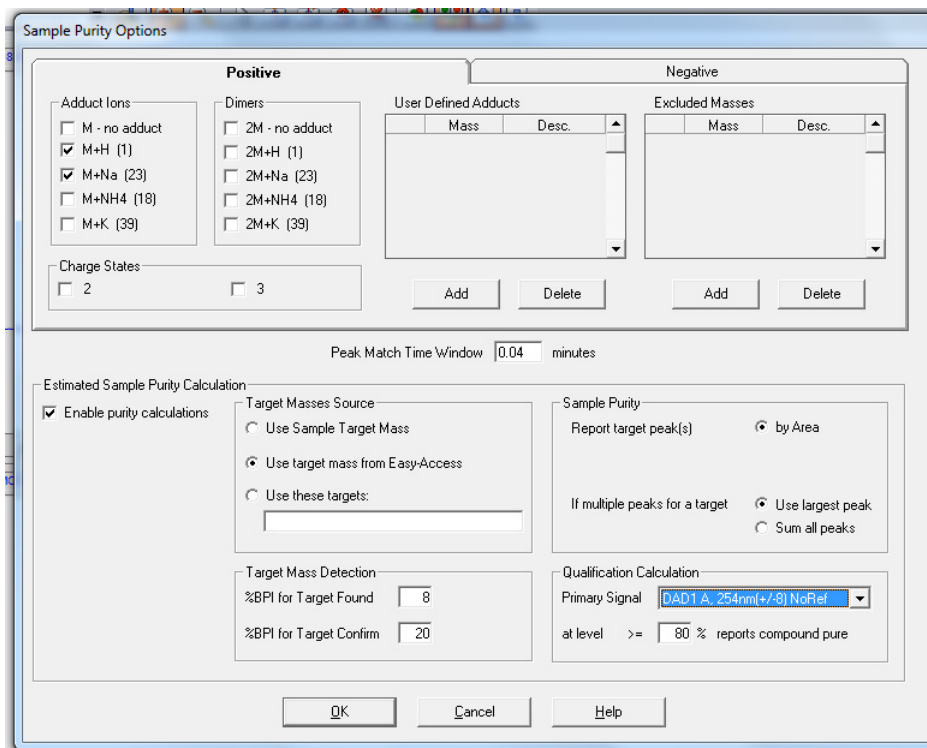 Sample Purity Options
Positive
Negative
Adduct Ions
M - no adduct
M+H (1)
M+Na (23)
M+NH4 (18)
M+K (39)
Dimers
2M - no adduct
2M+H (1)
2M+Na (23)
2M+NH4 (18)
2M+K (39)
User Defined Adducts
Mass Desc.
Add Delete
Excluded Masses
Mass Desc.
Add Delete
Charge States
2 3
Peak Match Time Window 0.04 minutes
Estimated Sample Purity Calculation
Enable purity calculations
Target Masses Source
Use Sample Target Mass
Use target mass from Easy-Access
Use these targets:
Sample Purity
Report target peak(s) by Area
If multiple peaks for a target Use largest peak
Sum all peaks
Target Mass Detection
%BPI for Target Found 8
%BPI for Target Confirm 20
Qualification Calculation
Primary Signal DAD1 A, 254nm(+/-8) NoRef
at level >= 80 % reports compound pure
OK Cancel Help